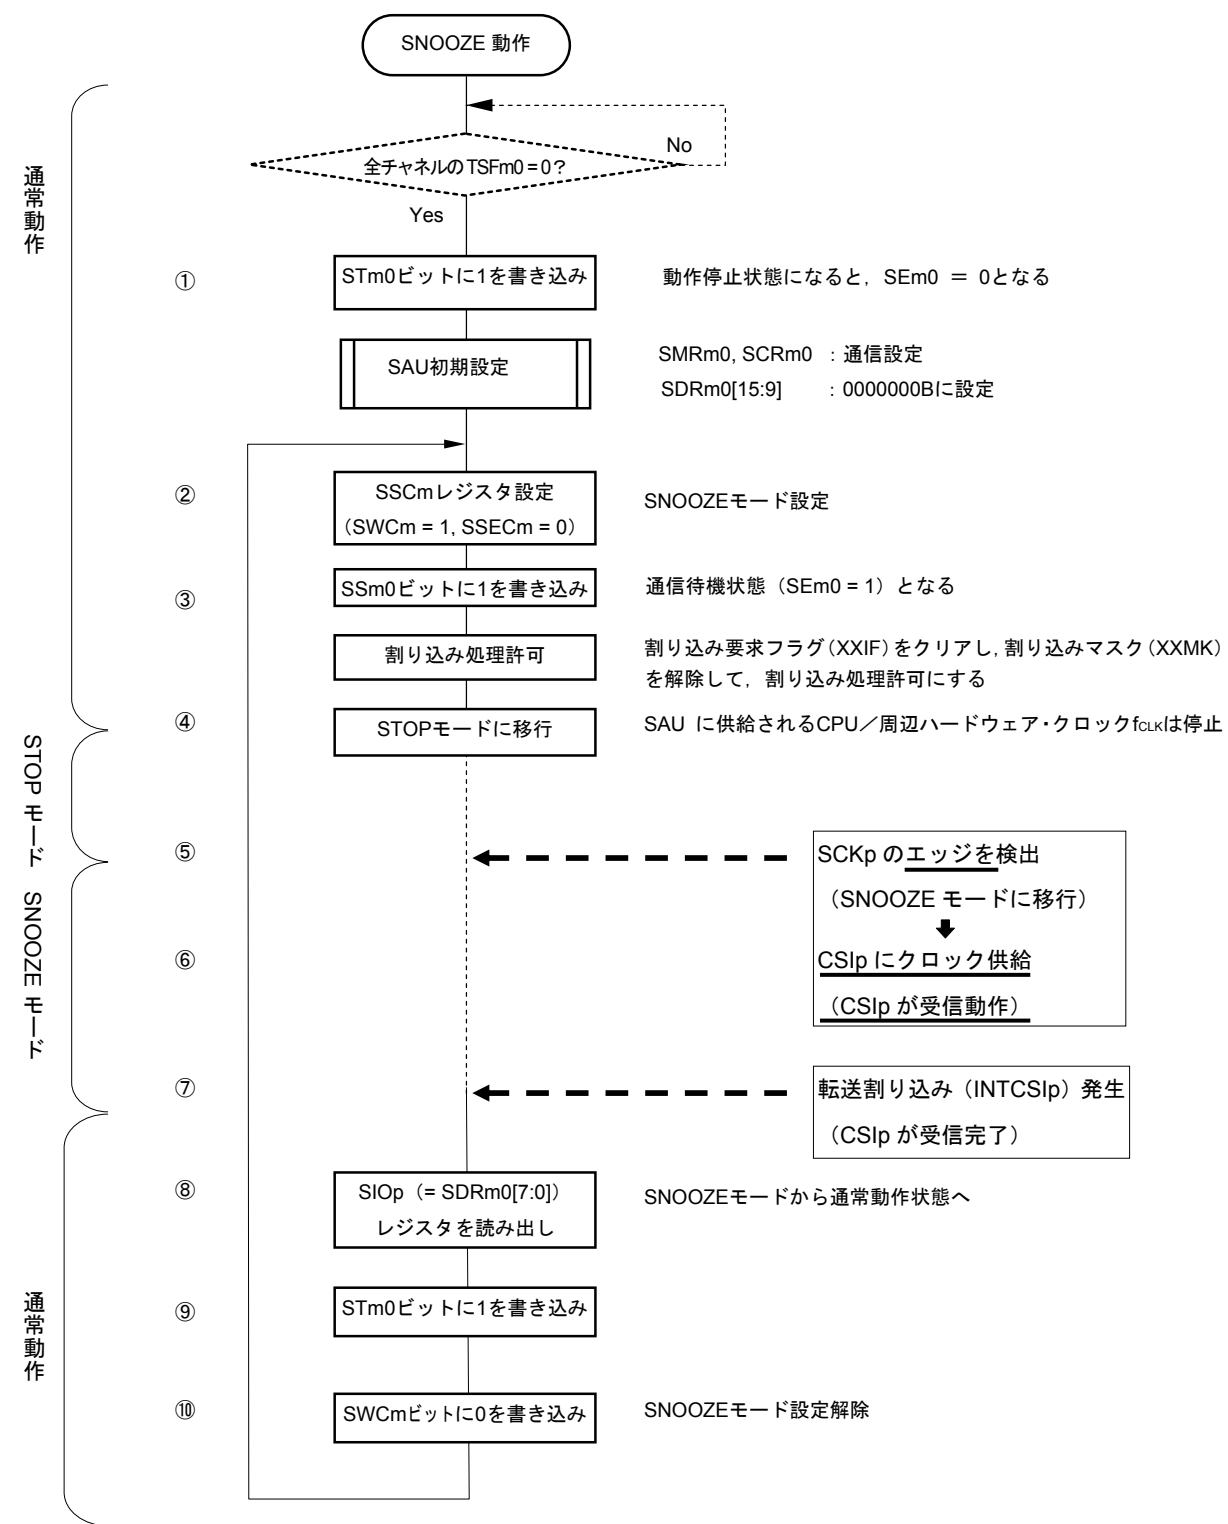 SNOOZE 動作
No
全チャネルのTSFm0 = 0?
Yes
通常動作
①
STm0ビットに1を書き込み
動作停止状態になると, SEm0 = 0となる
SAU初期設定
SMRm0, SCRm0 :通信設定
SDRm0[15:9] :0000000Bに設定
②
SSCmレジスタ設定
(SWCm = 1, SSECm = 0)
SNOOZEモード設定
③
SSm0ビットに1を書き込み
通信待機状態(SEm0 = 1)となる
割り込み処理許可
割り込み要求フラグ(XXIF)をクリアし,割り込みマスク(XXMK)
を解除して, 割り込み処理許可にする
④
STOPモードに移行
SAU に供給されるCPU/周辺ハードウェア・クロックfCLKは停止
STOP モード
⑤
SCKp のエッジを検出
(SNOOZE モードに移行)
SNOOZE モード
⑥
CSIp にクロック供給
(CSIp が受信動作)
⑦
転送割り込み(INTCSIp)発生
(CSIp が受信完了)
⑧
SIOp(= SDRm0[7:0])
レジスタを読み出し
SNOOZEモードから通常動作状態へ
通常動作
⑨
STm0ビットに1を書き込み
⑩
SWCmビットに0を書き込み
SNOOZEモード設定解除